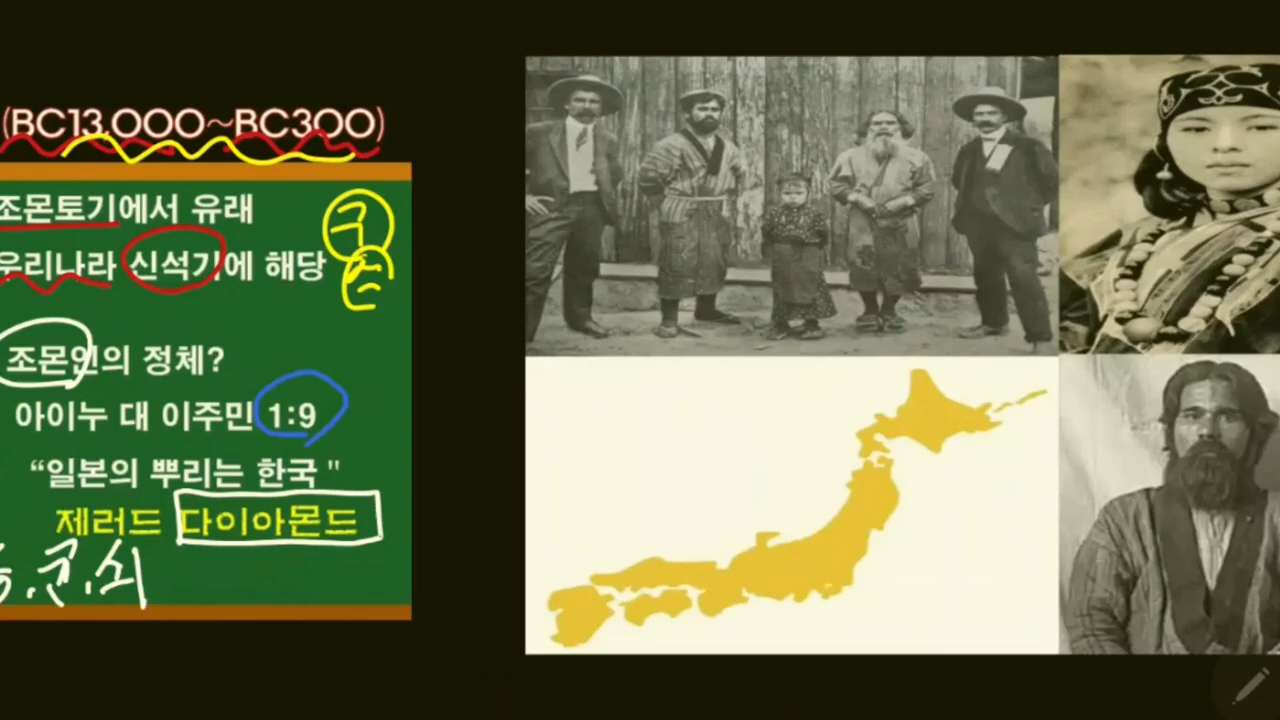 (BC13,000~BC300)
조몬토기에서 유래
우리나라 신석기에 해당
조몬인의 정체?
아이누 대 이주민 1:9
“일본의 뿌리는 한국 "
제러드 다이아몬드
.균.쇠